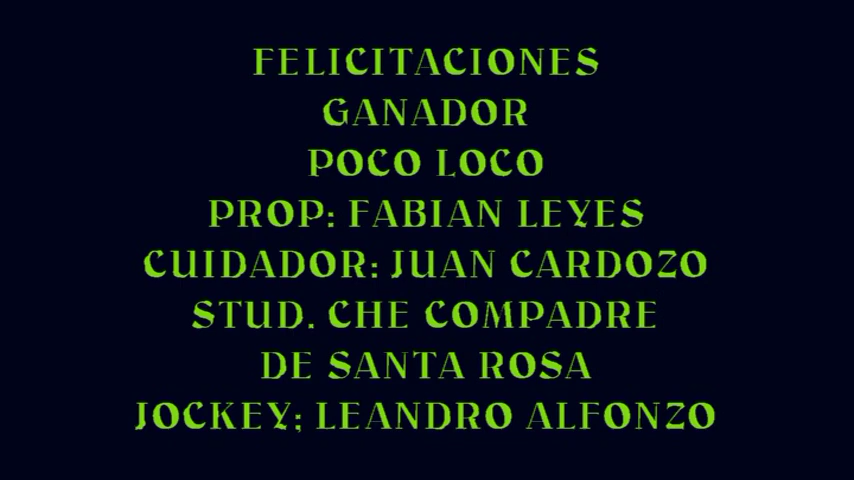 FELICITACIONES
GANADOR
POCO LOCO
PROP: FABIAN LEYES
CUIDADOR: JUAN CARDOZO
STUD. CHE COMPADRE
DE SANTA ROSA
JOCKEY; LEANDRO ALFONZO